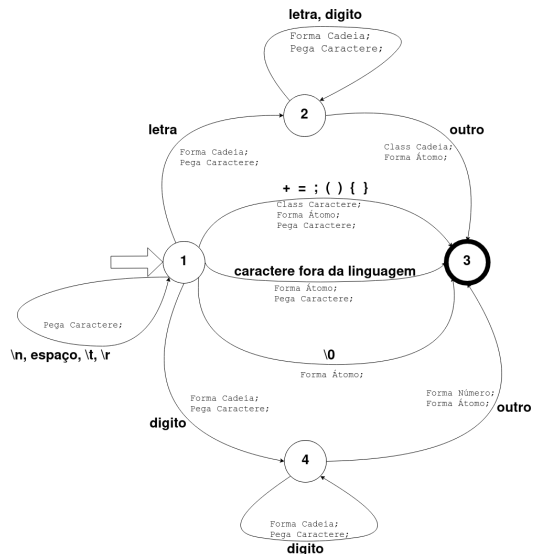 letra, digito
Forma Cadeia;
Pega Caractere;
2
letra
outro
Forma Cadeia;
Pega Caractere;
Class Cadeia;
Forma Átomo;
+ = ; ( ) { }
Class Caractere;
Forma Átomo;
Pega Caractere;
1
3
caractere fora da linguagem
Forma Átomo;
Pega Caractere;
Pega Caractere;
\n, espaço, \t, \r
\0
Forma Átomo;
Forma Cadeia;
Pega Caractere;
digito
Forma Número;
Forma Átomo;
outro
4
Forma Cadeia;
Pega Caractere;
digito